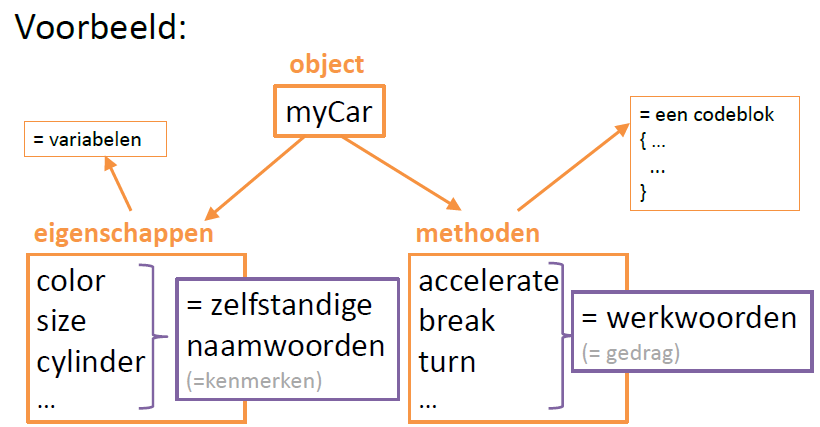 Voorbeeld:
object
myCar
= variabelen
= een codeblok
{ ...
...
}
eigenschappen
color
size
cylinder
...
= zelfstandige
naamwoorden
(=kenmerken)
methoden
accelerate
break
turn
...
= werkwoorden
(= gedrag)